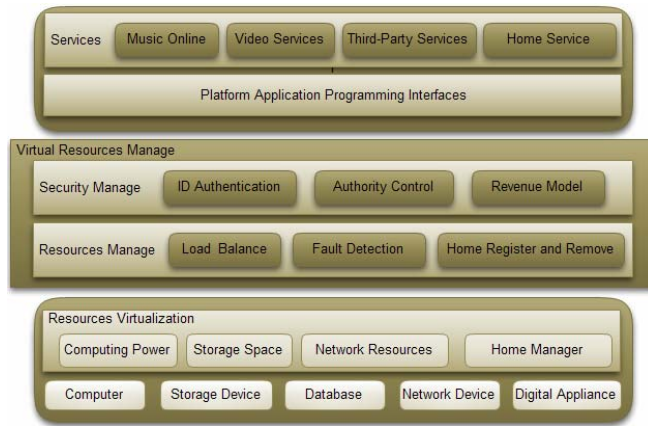 Services Music Online Video Services Third-Party Services Home Service
Platform Application Programming Interfaces
Virtual Resources Manage
Security Manage ID Authentication Authority Control Revenue Model
Resources Manage Load Balance Fault Detection Home Register and Remove
Resources Virtualization
Computing Power Storage Space Network Resources Home Manager
Computer Storage Device Database Network Device Digital Appliance